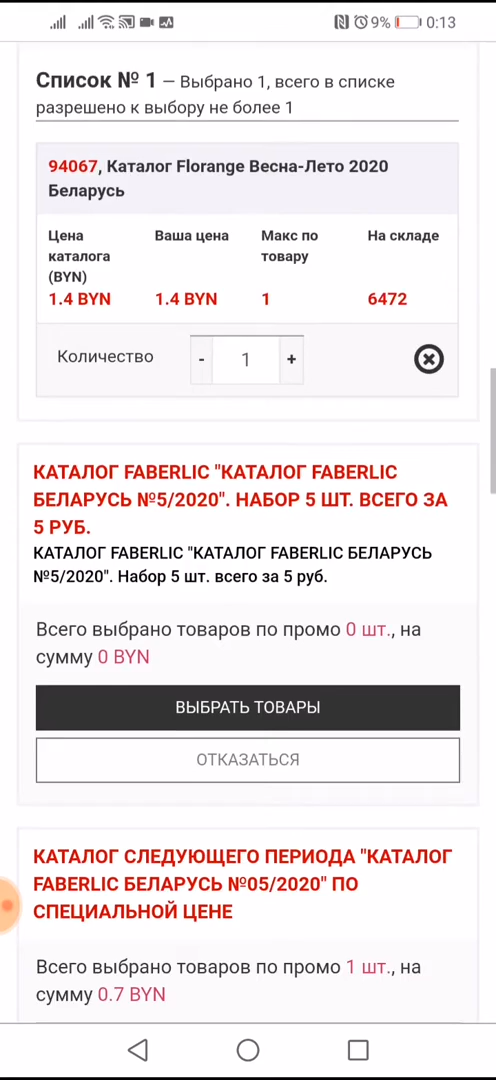 9% 0:13
Список № 1 — Выбрано 1, всего в списке
разрешено к выбору не более 1
94067, Каталог Florange Весна-Лето 2020
Беларусь
Цена каталога (BYN) Ваша цена Макс по товару На складе
1.4 BYN 1.4 BYN 1 6472
Количество - 1 +
КАТАЛОГ FABERLIC "КАТАЛОГ FABERLIC
БЕЛАРУСЬ №5/2020". НАБОР 5 ШТ. ВСЕГО ЗА
5 РУБ.
КАТАЛОГ FABERLIC "КАТАЛОГ FABERLIC БЕЛАРУСЬ
№5/2020". Набор 5 шт. всего за 5 руб.
Всего выбрано товаров по промо 0 шт., на
сумму 0 BYN
ВЫБРАТЬ ТОВАРЫ
ОТКАЗАТЬСЯ
КАТАЛОГ СЛЕДУЮЩЕГО ПЕРИОДА "КАТАЛОГ
FABERLIC БЕЛАРУСЬ №05/2020" ПО
СПЕЦИАЛЬНОЙ ЦЕНЕ
Всего выбрано товаров по промо 1 шт., на
сумму 0.7 BYN